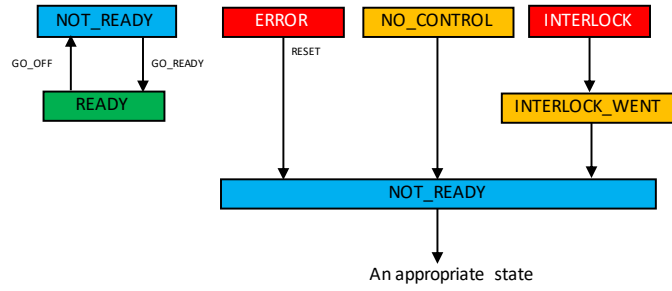 NOT_READY
ERROR
NO_CONTROL
INTERLOCK
GO_OFF
GO_READY
RESET
READY
INTERLOCK_WENT
NOT_READY
An appropriate state